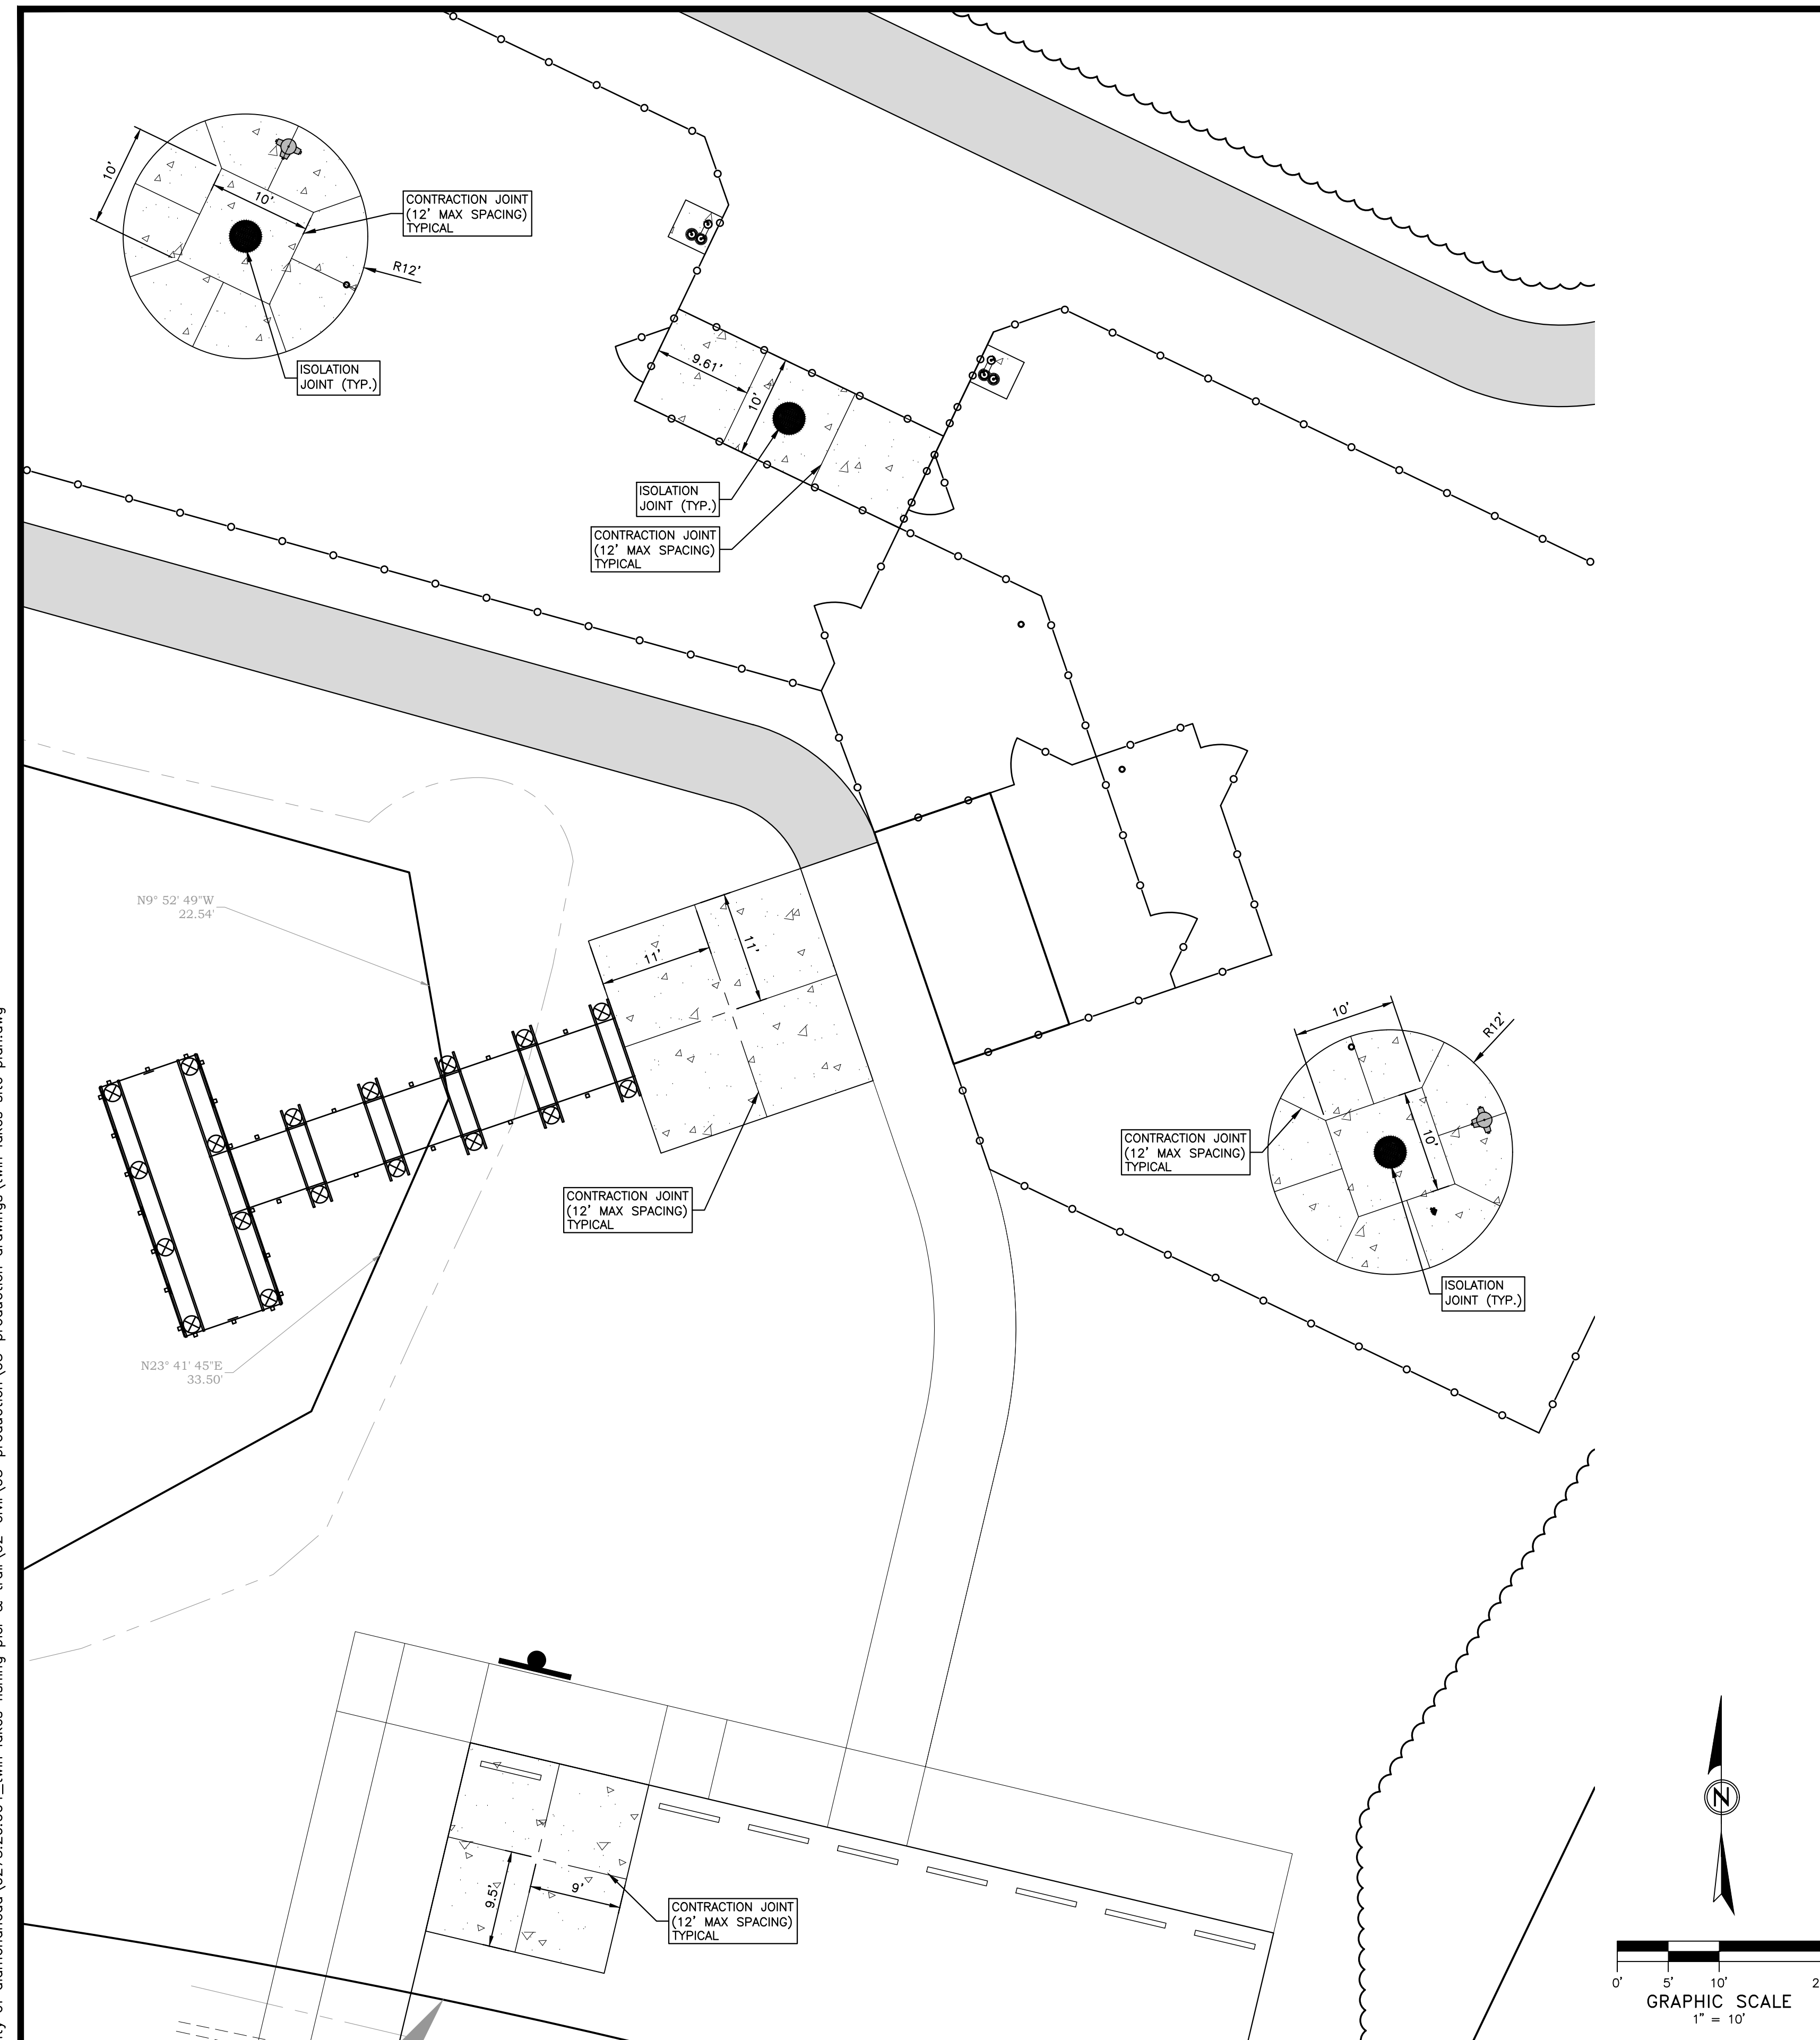 10'
10'
CONTRACTION JOINT
(12' MAX SPACING)
TYPICAL
R12'
ISOLATION
JOINT (TYP.)
9.61'
10'
ISOLATION
JOINT (TYP.)
CONTRACTION JOINT
(12' MAX SPACING)
TYPICAL
N9° 52' 49"W
22.54'
11'
11'
10'
R12'
10'
CONTRACTION JOINT
(12' MAX SPACING)
TYPICAL
CONTRACTION JOINT
(12' MAX SPACING)
TYPICAL
ISOLATION
JOINT (TYP.)
N23° 41' 45"E
33.50'
N
9.5'
9'
CONTRACTION JOINT
(12' MAX SPACING)
TYPICAL
0' 5' 10' 2
GRAPHIC SCALE
1" = 10'